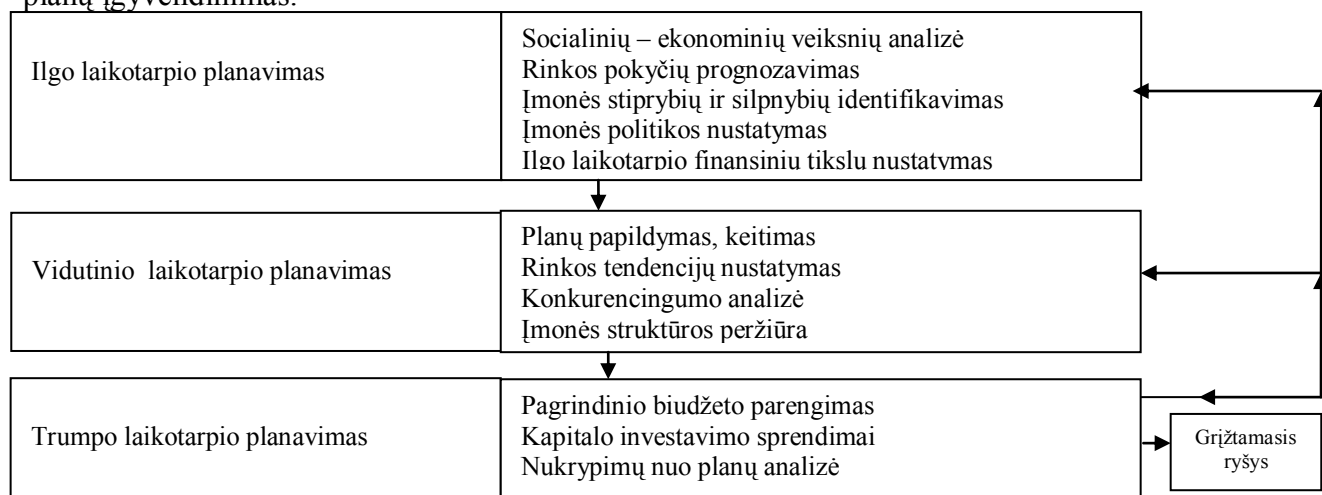 planų įgyvendinimas.
Ilgo laikotarpio planavimas
Socialinių – ekonominių veiksnių analizė
Rinkos pokyčių prognozavimas
Įmonės stiprybių ir silpnybių identifikavimas
Įmonės politikos nustatymas
Ilgo laikotarpio finansinių tikslų nustatymas
Vidutinio laikotarpio planavimas
Planų papildymas, keitimas
Rinkos tendencijų nustatymas
Konkurencingumo analizė
Įmonės struktūros peržiūra
Trumpo laikotarpio planavimas
Pagrindinio biudžeto parengimas
Kapitalo investavimo sprendimai
Nukrypimų nuo planų analizė
Grįžtamasis
ryšys